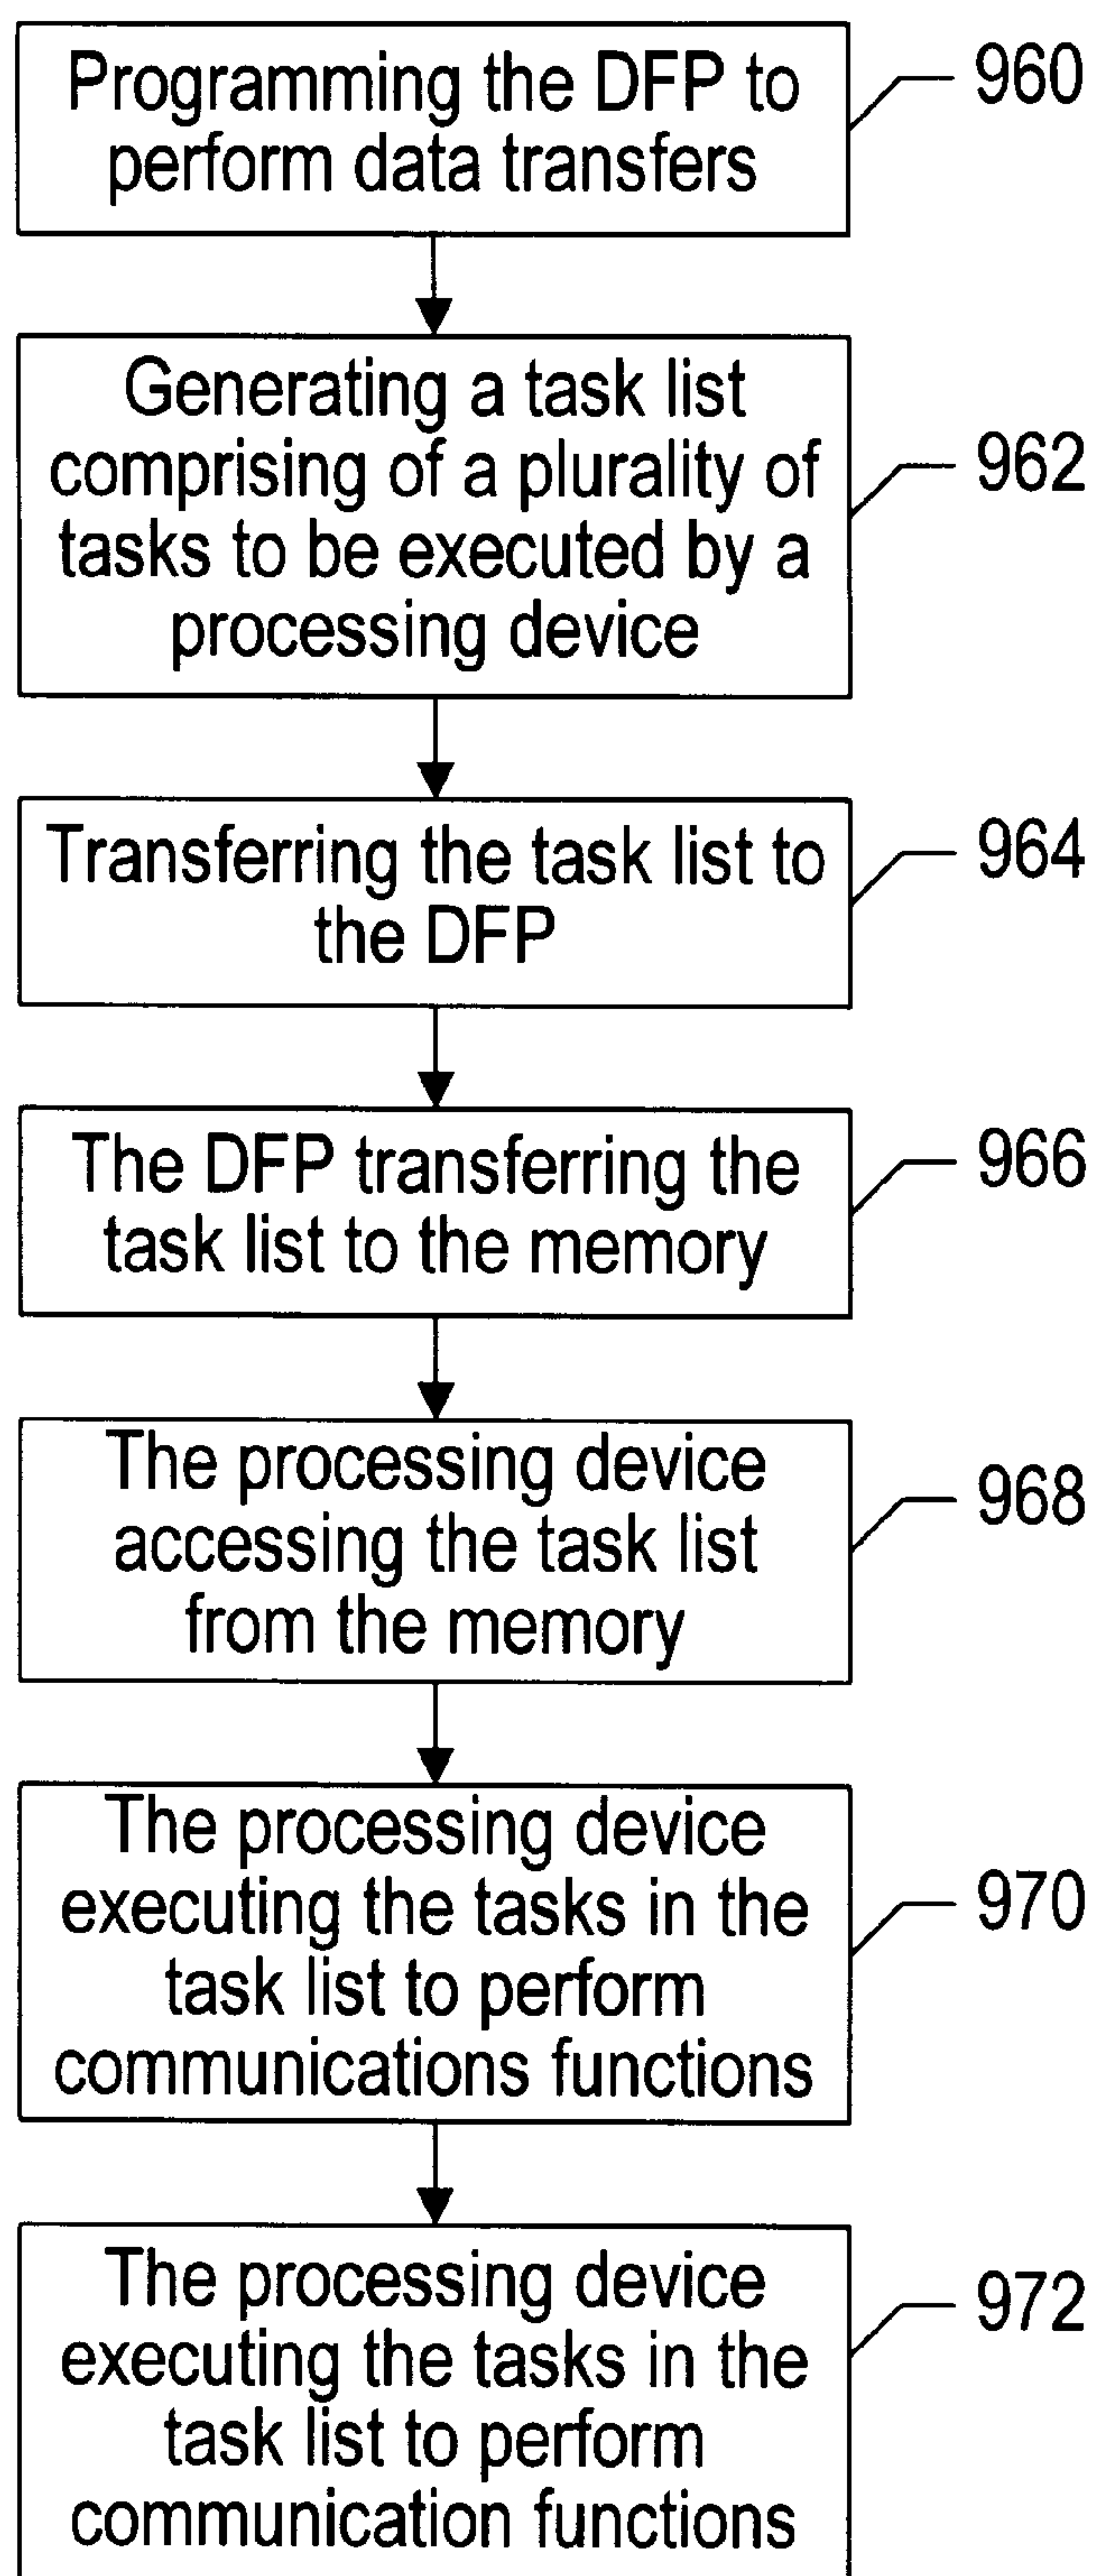 Programming the DFP to
perform data transfers
960
Generating a task list
comprising of a plurality of
tasks to be executed by a
processing device
962
Transferring the task list to
the DFP
964
The DFP transferring the
task list to the memory
966
The processing device
accessing the task list
from the memory
968
The processing device
executing the tasks in the
task list to perform
communications functions
970
The processing device
executing the tasks in the
task list to perform
communication functions
972